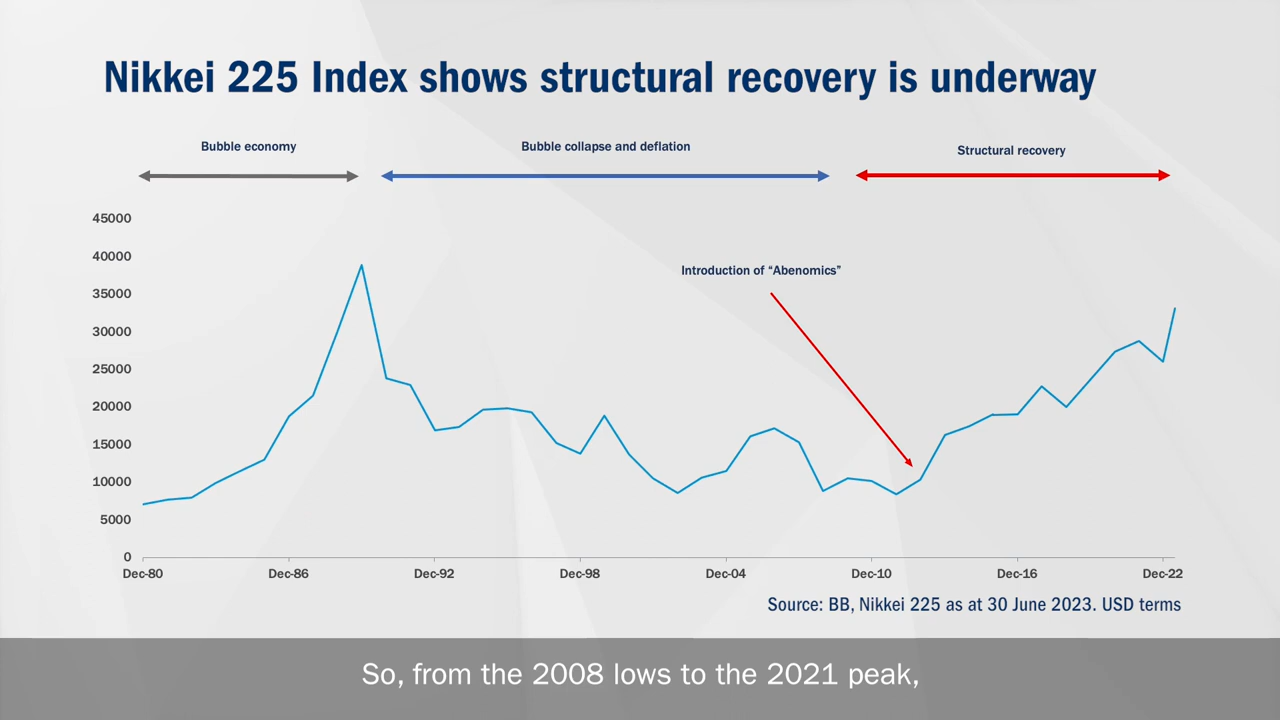 Nikkei 225 Index shows structural recovery is underway
Bubble economy
Bubble collapse and deflation
Structural recovery
45000
40000
35000
30000
25000
20000
15000
10000
5000
0
Introduction of “Abenomics”
Dec-80 Dec-86 Dec-92 Dec-98 Dec-04 Dec-10 Dec-16 Dec-22
Source: BB, Nikkei 225 as at 30 June 2023. USD terms
So, from the 2008 lows to the 2021 peak,